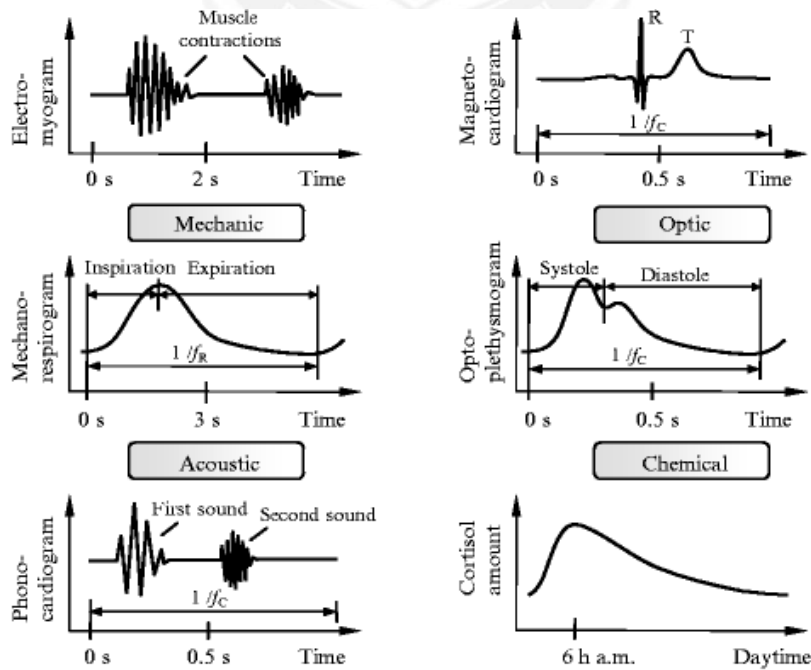 Muscle
contractions
Electro-
myogram
0 s 2 s Time
R
T
Magneto-
cardiogram
1/fC
0 s 0.5 s Time
Mechanic
Inspiration Expiration
Mechano-
respirogram
1/fR
0 s 3 s Time
Optic
Systole Diastole
Opto-
plethysmogram
1/fC
0 s 0.5 s Time
Acoustic
First sound
Second sound
Phono-
cardiogram
1/fC
0 s 0.5 s Time
Chemical
Cortisol
amount
6 h a.m. Daytime